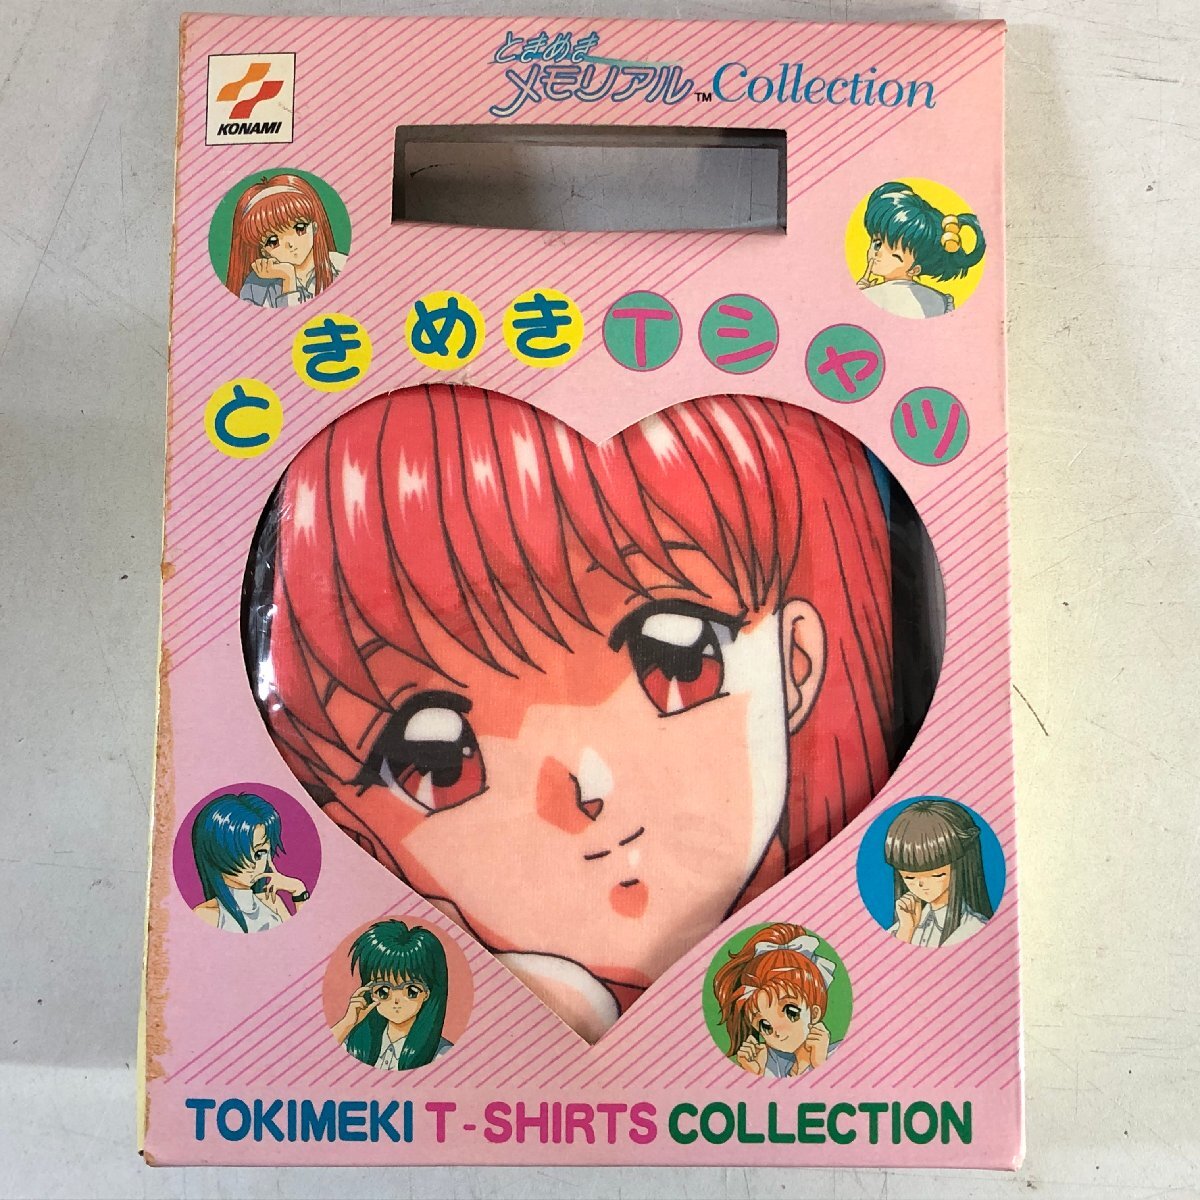 KONAMI
ときめき
メモリアル™Collection
ときめきTシャツ
TOKIMEKI T-SHIRTS COLLECTION